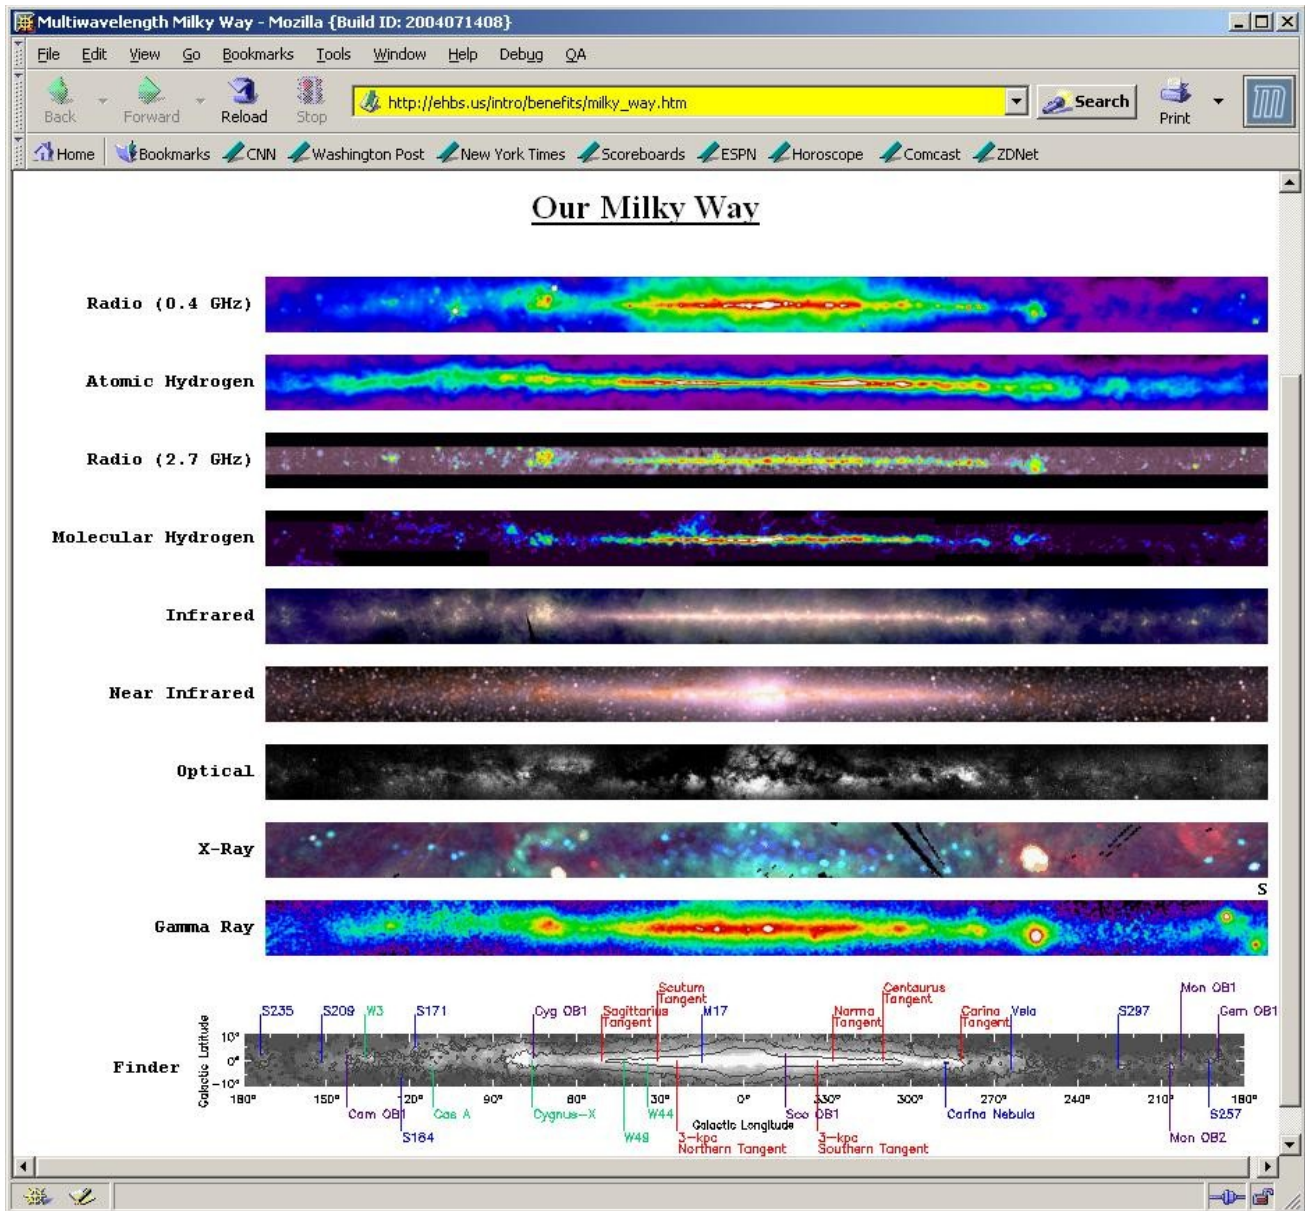 Multiwavelength Milky Way - Mozilla {Build ID: 2004071408}
File Edit View Go Bookmarks Tools Window Help Debug QA
Back Forward Reload Stop http://ehbs.us/intro/benefits/milky_way.htm Search Print
Home Bookmarks CNN Washington Post New York Times Scoreboards ESPN Horoscope Comcast ZDNet
Our Milky Way
Radio (0.4 GHz)
Atomic Hydrogen
Radio (2.7 GHz)
Molecular Hydrogen
Infrared
Near Infrared
Optical
X-Ray
S
Gamma Ray
Scutum Tangent Centaurus Tangent Mon OB1
S235 S209 W3 S171 Cyg OB1 Sagittarius Tangent M17 Norma Tangent Carina Tangent Vela S297 Gem OB1
Finder
Galactic Latitude
10°
0°
-10°
180° 150° 120° 90° 60° 30° 0° 330° 300° 270° 240° 210° 180°
Cam OB1 Cas A Cygnus-X W44 Sco OB1 Carina Nebula S257
Galactic Longitude
S184 W49 3-kpc Northern Tangent 3-kpc Southern Tangent Mon OB2